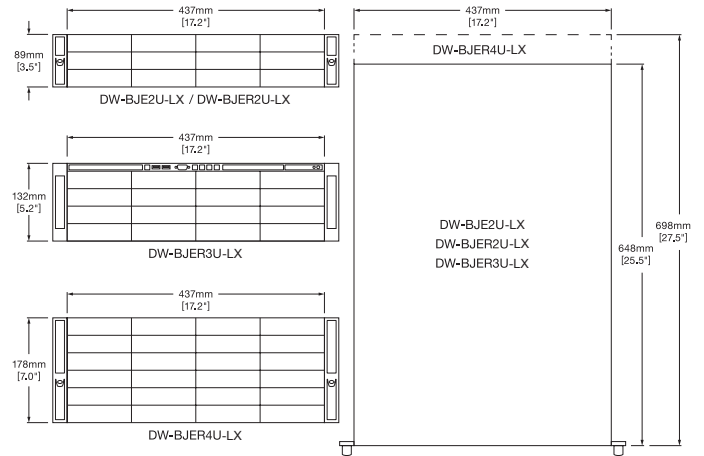 437mm
[17.2"]
89mm
[3.5"]
DW-BJE2U-LX / DW-BJER2U-LX
437mm
[17.2"]
132mm
[5.2"]
DW-BJER3U-LX
437mm
[17.2"]
178mm
[7.0"]
DW-BJER4U-LX
437mm
[17.2"]
DW-BJER4U-LX
DW-BJE2U-LX
DW-BJER2U-LX
DW-BJER3U-LX
648mm
[25.5"]
698mm
[27.5"]